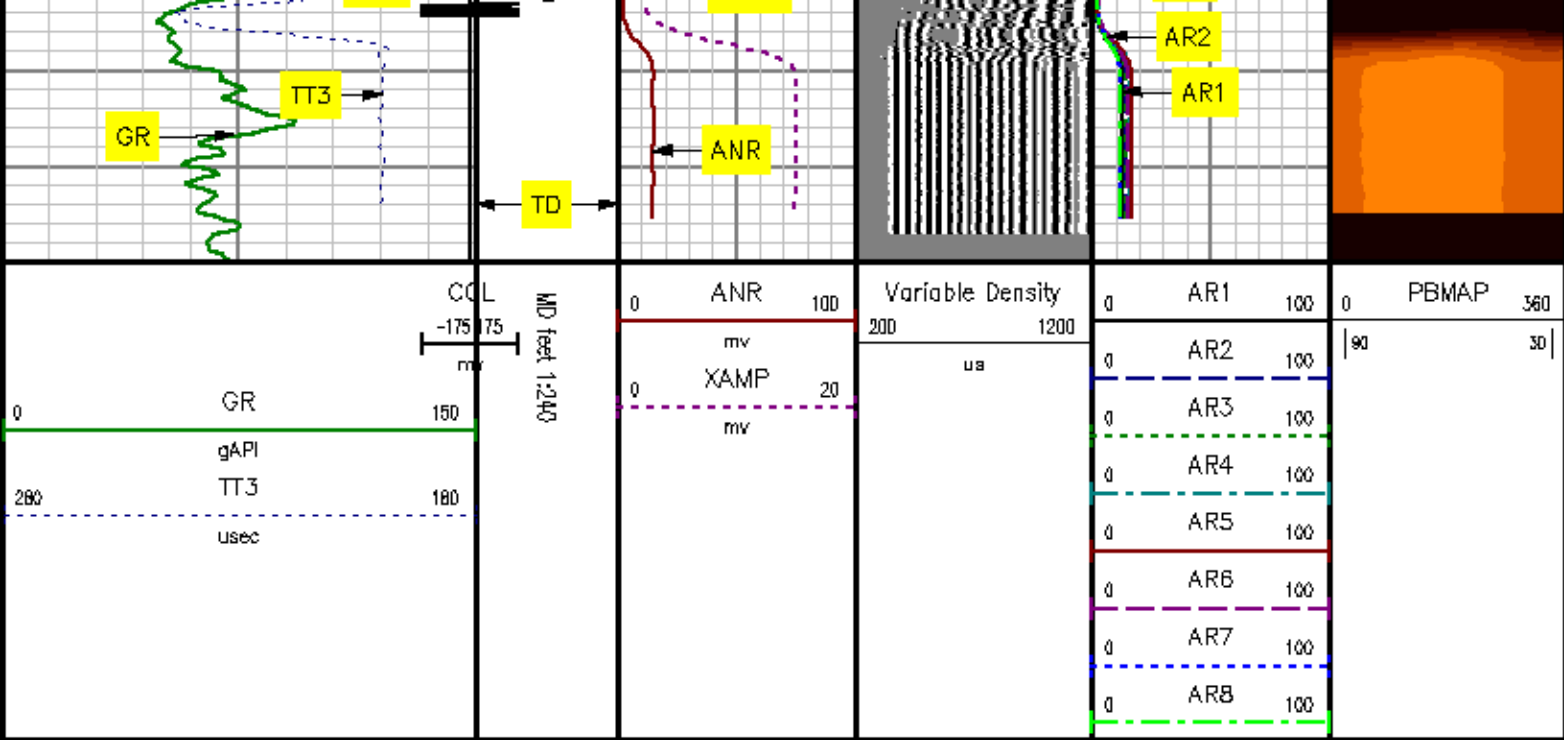 AR2
TT3
AR1
GR
ANR
TD
CCL
-175 175
mv
MD feet 1:240
ANR
0 100
mv
XAMP
0 20
mv
Variable Density
200 1200
us
AR1
0 100
AR2
0 100
AR3
0 100
AR4
0 100
AR5
0 100
AR6
0 100
AR7
0 100
AR8
0 100
PBMAP
0 360
90 30
GR
0 150
gAPI
TT3
280 180
usec